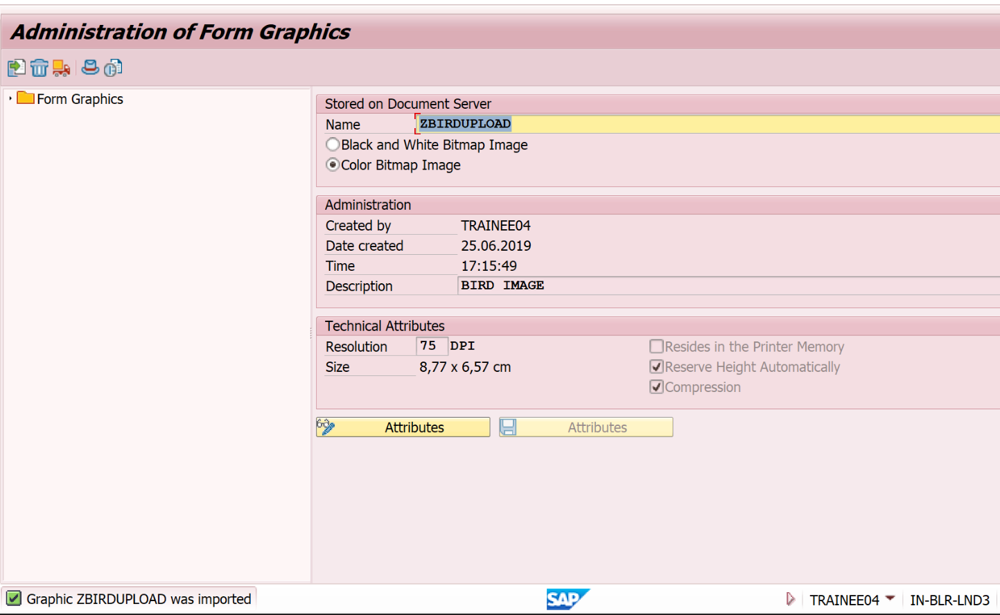 Administration of Form Graphics
Form Graphics
Stored on Document Server
Name ZBIRDUPLOAD
Black and White Bitmap Image
Color Bitmap Image
Administration
Created by TRAINEE04
Date created 25.06.2019
Time 17:15:49
Description BIRD IMAGE
Technical Attributes
Resolution 75 DPI Resides in the Printer Memory
Size 8,77 x 6,57 cm Reserve Height Automatically
Compression
Attributes Attributes
Graphic ZBIRDUPLOAD was imported SAP TRAINEE04 IN-BLR-LND3